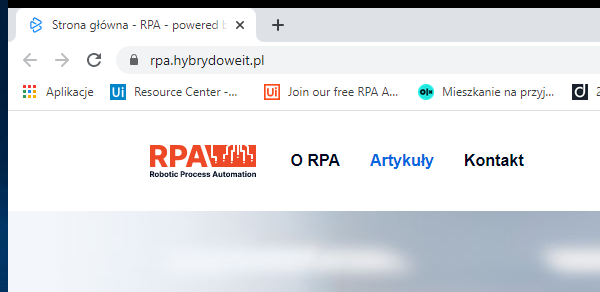 Strona główna - RPA - powered b
rpa.hybrydoweit.pl
Aplikacje Ui Resource Center -... Ui Join our free RPA A... olx Mieszkanie na przyj... d 2
RPA O RPA Artykuły Kontakt
Robotic Process Automation